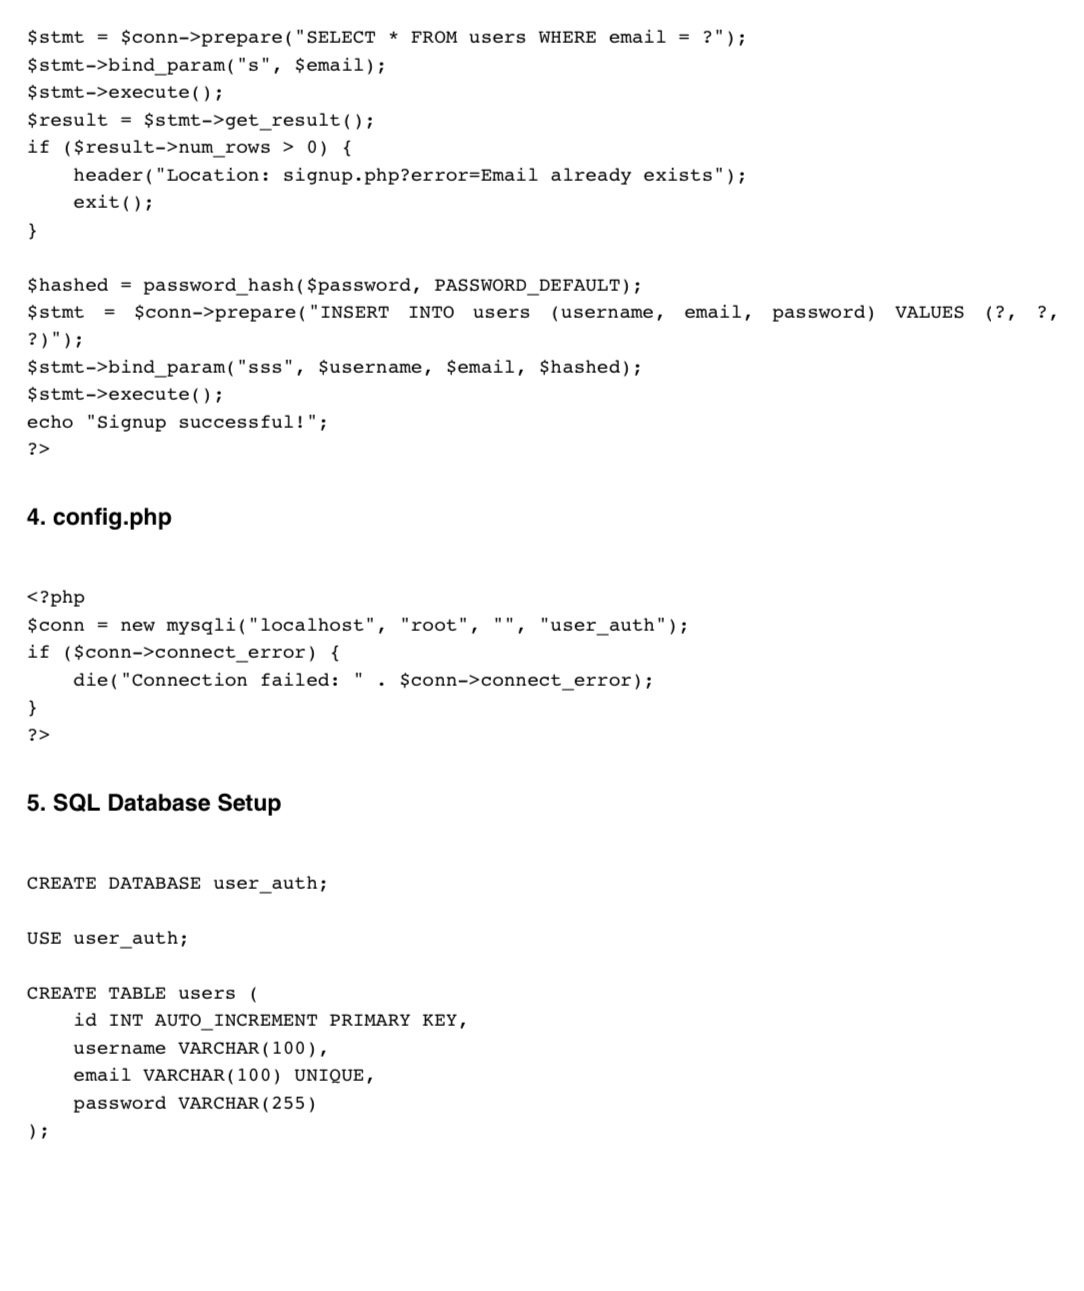 $stmt = $conn->prepare("SELECT * FROM users WHERE email = ?");
$stmt->bind_param("s", $email);
$stmt->execute();
$result = $stmt->get_result();
if ($result->num_rows > 0) {
    header("Location: signup.php?error=Email already exists");
    exit();
}

$hashed = password_hash($password, PASSWORD_DEFAULT);
$stmt = $conn->prepare("INSERT INTO users (username, email, password) VALUES (?, ?,
?)");
$stmt->bind_param("sss", $username, $email, $hashed);
$stmt->execute();
echo "Signup successful!";
?>

4. config.php

<?php
$conn = new mysqli("localhost", "root", "", "user_auth");
if ($conn->connect_error) {
    die("Connection failed: " . $conn->connect_error);
}
?>

5. SQL Database Setup

CREATE DATABASE user_auth;

USE user_auth;

CREATE TABLE users (
    id INT AUTO_INCREMENT PRIMARY KEY,
    username VARCHAR(100),
    email VARCHAR(100) UNIQUE,
    password VARCHAR(255)
);